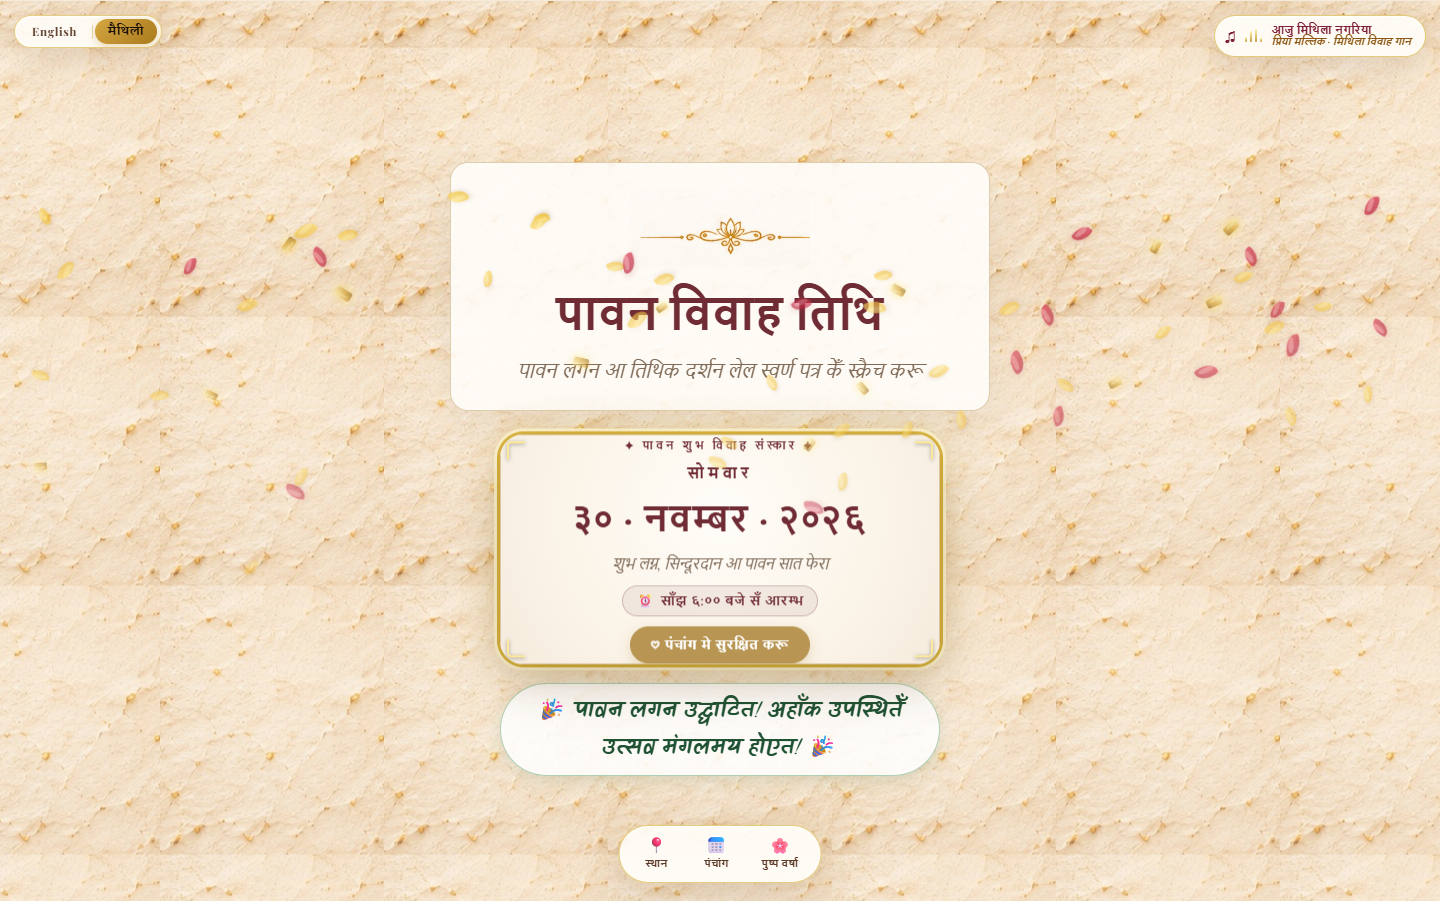 English
मैथिली
♫ आजु मिथिला नगरिया
प्रिया मल्लिक · मिथिला विवाह गान
पावन विवाह तिथि
पावन लगन आ तिथिक दर्शन लेल स्वर्ण पत्र केँ स्क्रैच करू
✦ पावन शुभ विवाह संस्कार ✦
सोमवार
३० · नवम्बर · २०२६
शुभ लग्न, सिन्दूरदान आ पावन सात फेरा
⏰ साँझ ६:०० बजे सँ आरम्भ
♡ पंचांग मे सुरक्षित करू
🎉 पावन लगन उद्घाटित! अहाँक उपस्थितेँ
उत्सव मंगलमय होएत! 🎉
स्थान
पंचांग
पुष्प वर्षा